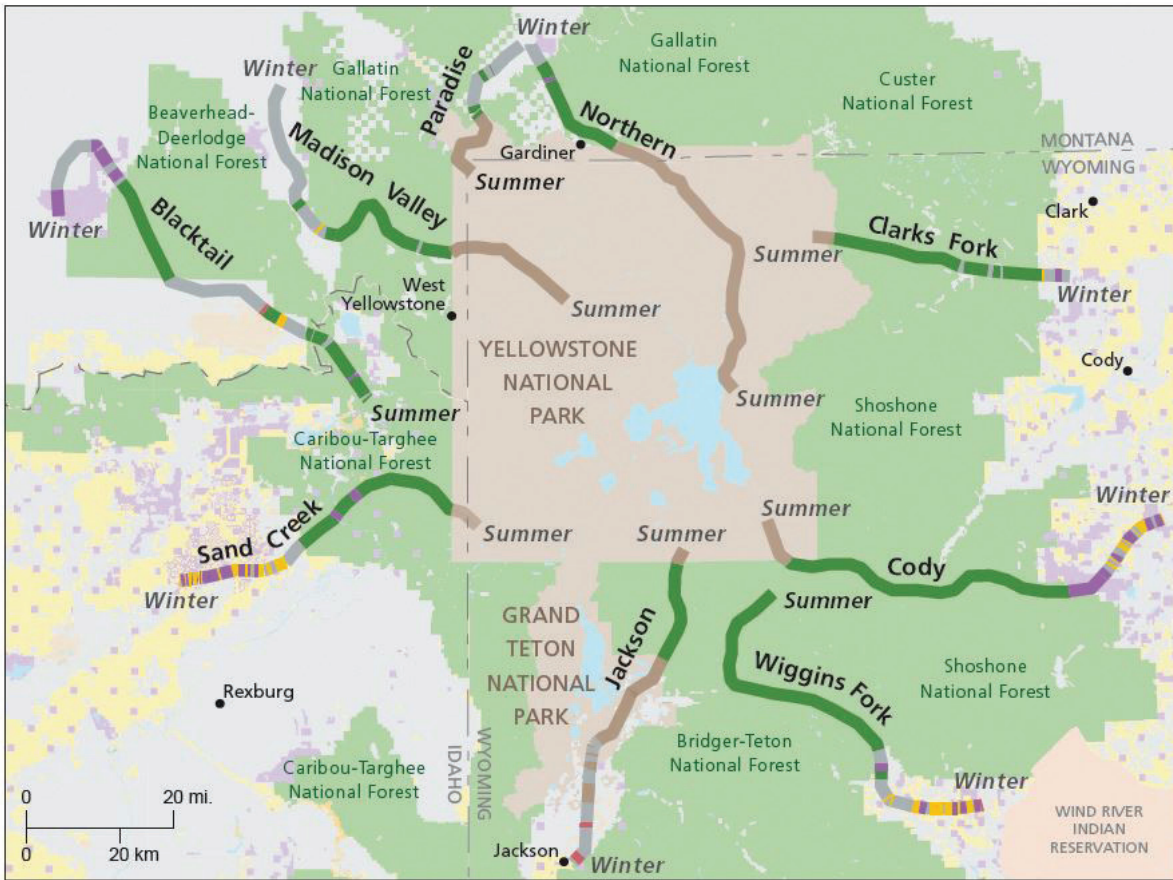 Winter
Gallatin
National Forest
Custer
National Forest
Winter
Gallatin
National Forest
Paradise
Beaverhead-
Deerlodge
National Forest
Northern
Gardiner
MONTANA
WYOMING
Madison Valley
Summer
Clark
Winter
Blacktail
Clarks Fork
Summer
Winter
West
Yellowstone
Summer
YELLOWSTONE
NATIONAL
PARK
Cody
Summer
Summer
Shoshone
National Forest
Caribou-Targhee
National Forest
Winter
Sand Creek
Summer
Summer
Summer
Winter
Cody
Summer
GRAND
TETON
NATIONAL
PARK
Jackson
Wiggins Fork
Shoshone
National Forest
Rexburg
IDAHO
WYOMING
Bridger-Teton
National Forest
Caribou-Targhee
National Forest
Winter
0 20 mi.
0 20 km
WIND RIVER
INDIAN
RESERVATION
Jackson
Winter